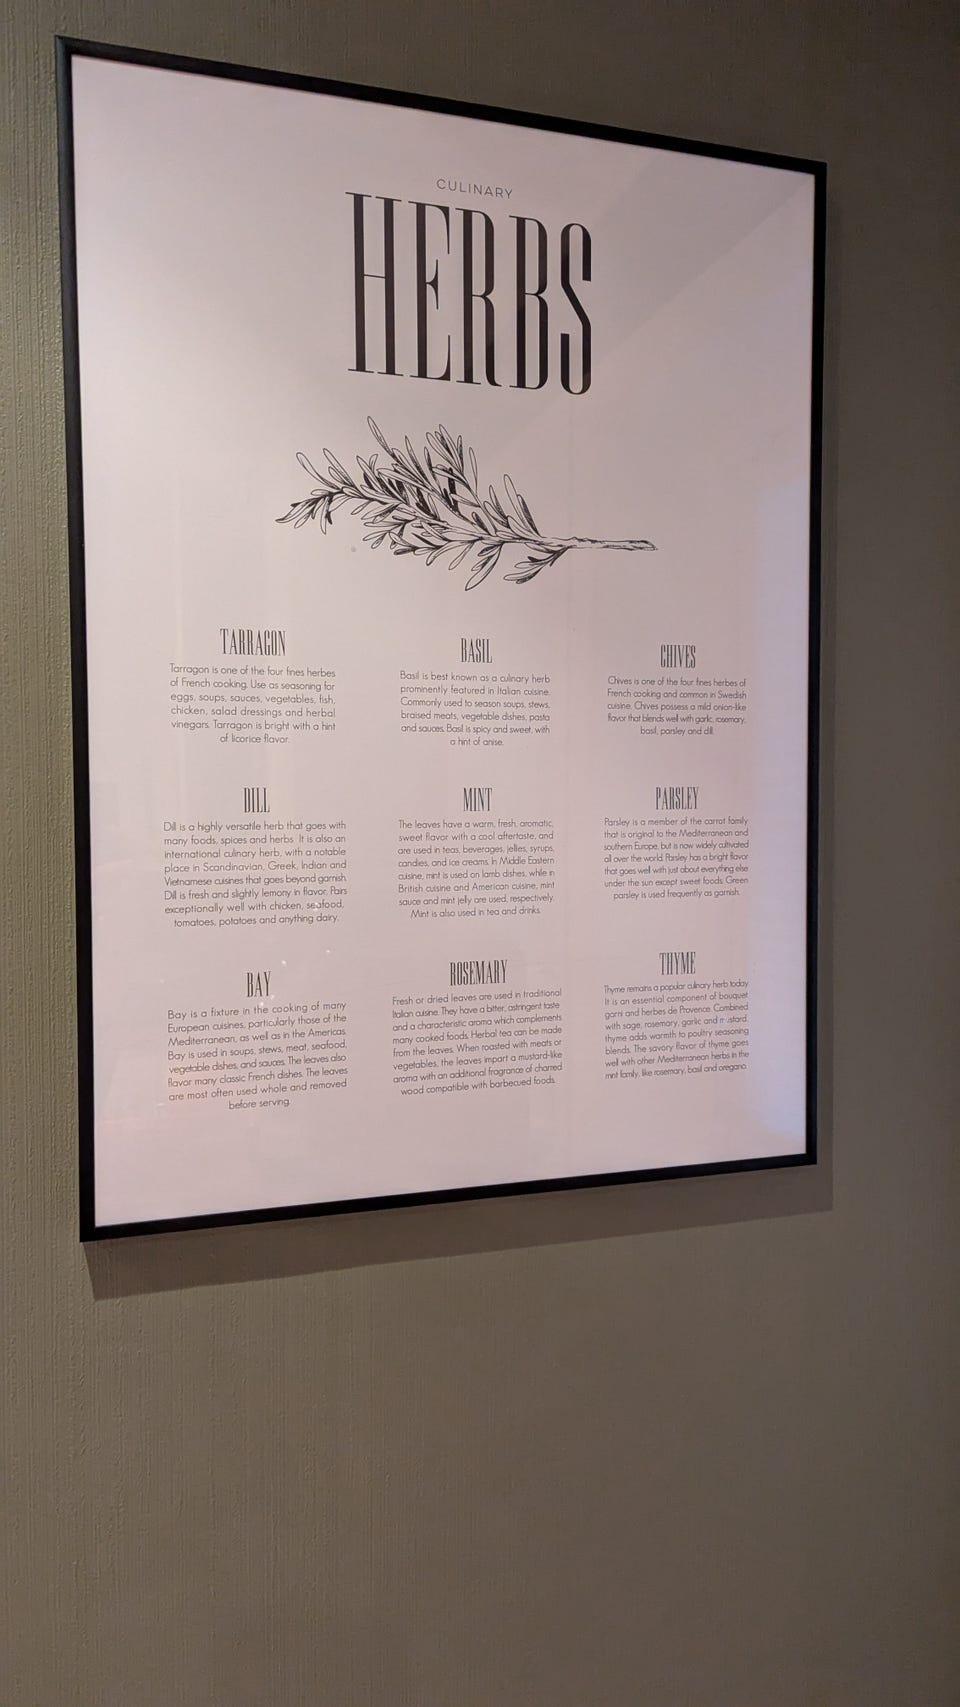 CULINARY
HERBS
TARRAGON
Tarragon is one of the four fines herbes
of French cooking. Use as seasoning for
eggs, soups, sauces, vegetables, fish,
chicken, salad dressings and herbal
vinegars. Tarragon is bright with a hint
of licorice flavor.
BASIL
Basil is best known as a culinary herb
prominently featured in Italian cuisine.
Commonly used to season soups, stews,
braised meats, vegetable dishes, pasta
and sauces. Basil is spicy and sweet, with
a hint of anise.
CHIVES
Chives is one of the four fines herbes of
French cooking and common in Swedish
cuisine. Chives possess a mild onion-like
flavor that blends well with garlic, rosemary,
basil, parsley and dill.
DILL
Dill is a highly versatile herb that goes with
many foods, spices and herbs. It is also an
international culinary herb, with a notable
place in Scandinavian, Greek, Indian and
Vietnamese cuisines that goes beyond garnish.
Dill is fresh and slightly lemony in flavor. Pairs
exceptionally well with chicken, seafood,
tomatoes, potatoes and anything dairy.
MINT
The leaves have a warm, fresh, aromatic,
sweet flavor with a cool aftertaste, and
are used in teas, beverages, jellies, syrups,
candies, and ice creams. In Middle Eastern
cuisine, mint is used on lamb dishes, while in
British cuisine and American cuisine, mint
sauce and mint jelly are used, respectively.
Mint is also used in tea and drinks.
PARSLEY
Parsley is a member of the carrot family
that is original to the Mediterranean and
southern Europe, but is now widely cultivated
all over the world. Parsley has a bright flavor
that goes well with just about everything else
under the sun except sweet foods. Green
parsley is used frequently as garnish.
BAY
Bay is a fixture in the cooking of many
European cuisines, particularly those of the
Mediterranean, as well as in the Americas.
Bay is used in soups, stews, meat, seafood,
vegetable dishes, and sauces. The leaves also
flavor many classic French dishes. The leaves
are most often used whole and removed
before serving.
ROSEMARY
Fresh or dried leaves are used in traditional
Italian cuisine. They have a bitter, astringent taste
and a characteristic aroma which complements
many cooked foods. Herbal tea can be made
from the leaves. When roasted with meats or
vegetables, the leaves impart a mustard-like
aroma with an additional fragrance of charred
wood compatible with barbecued foods.
THYME
Thyme remains a popular culinary herb today.
It is an essential component of bouquet
garni and herbes de Provence. Combined
with sage, rosemary, garlic and mustard,
thyme adds warmth to poultry seasoning
blends. The savory flavor of thyme goes
well with other Mediterranean herbs in the
mint family, like rosemary, basil and oregano.